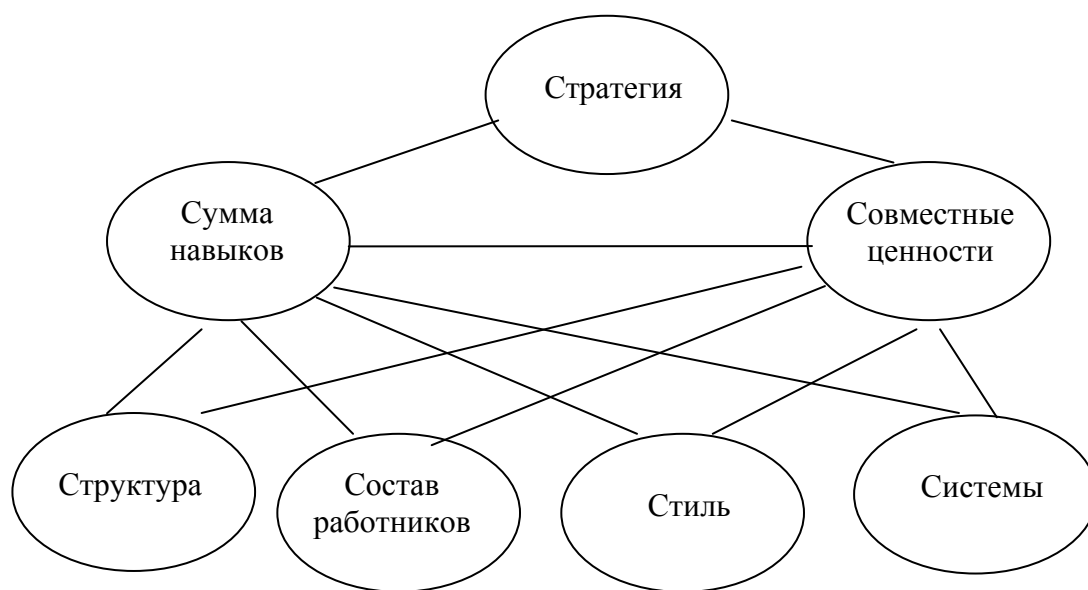 Стратегия
Сумма
навыков
Совместные
ценности
Структура
Состав
работников
Стиль
Системы